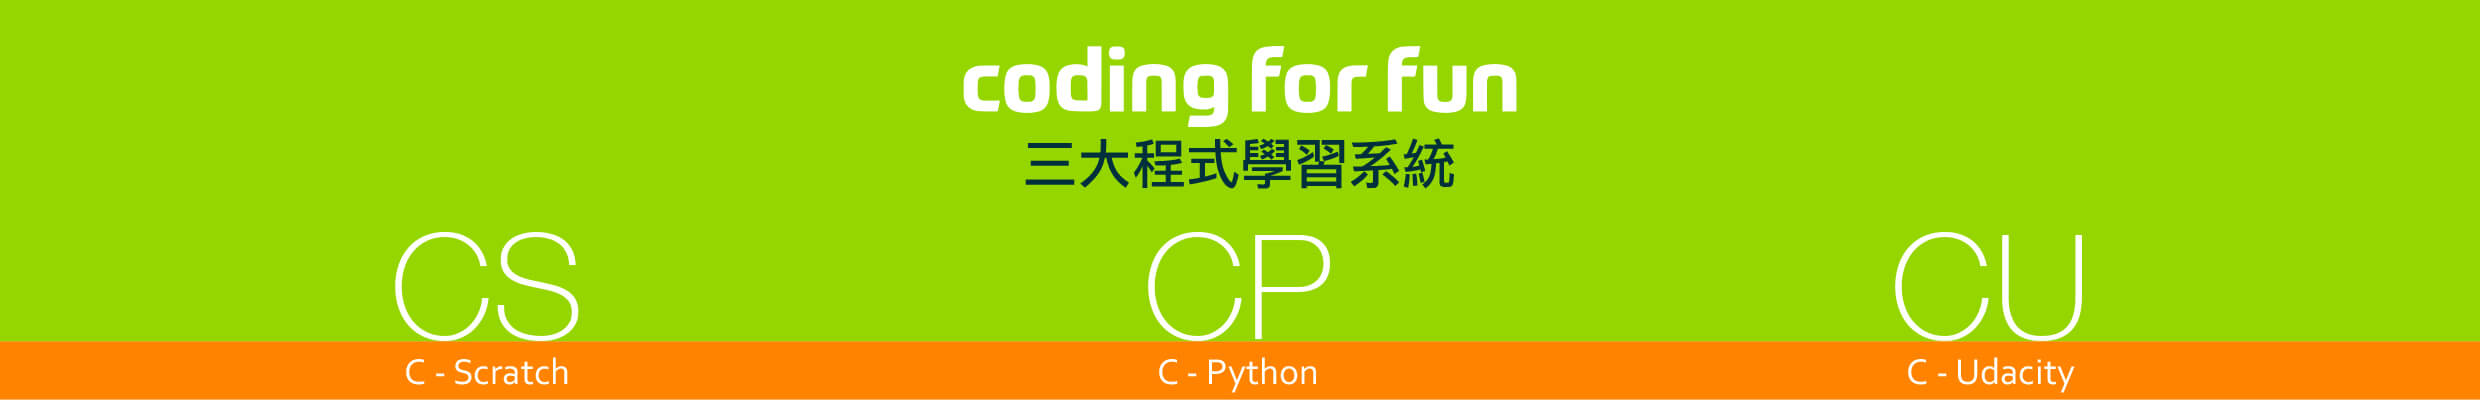 coding for fun
三大程式學習系統
CS CP CU
C - Scratch C - Python C - Udacity